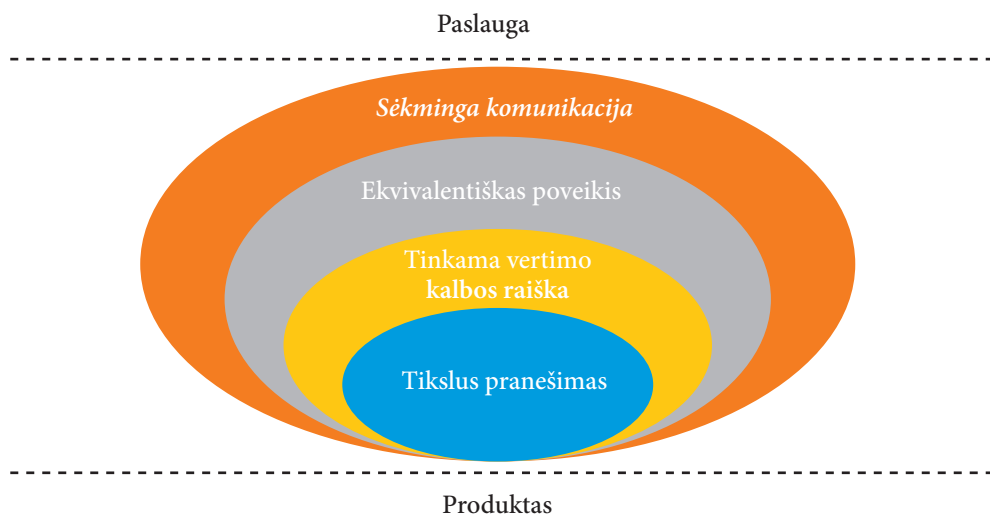 Paslauga
Sėkminga komunikacija
Ekvivalentiškas poveikis
Tinkama vertimo
kalbos raiška
Tikslus pranešimas
Produktas